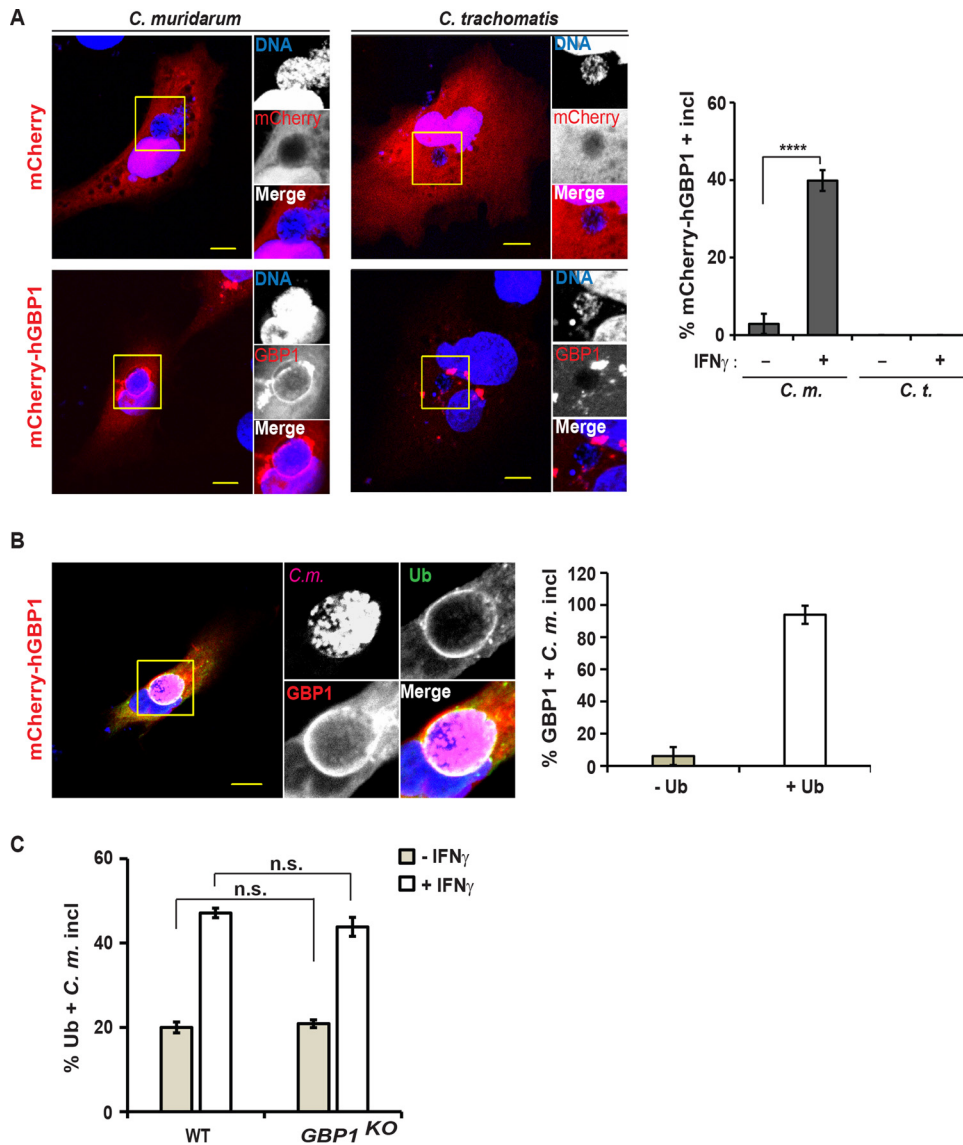 A
C. muridarum
C. trachomatis
mCherry
DNA
mCherry
Merge
DNA
mCherry
Merge
mCherry-hGBP1
DNA
GBP1
Merge
DNA
GBP1
Merge
% mCherry-hGBP1 + incl
60
40
20
0
****
IFNγ : – + – +
C. m. C. t.
B
mCherry-hGBP1
C.m.
Ub
GBP1
Merge
% GBP1 + C. m. incl
120
100
80
60
40
20
0
- Ub + Ub
C
% Ub + C. m. incl
60
40
20
0
n.s.
n.s.
- IFNγ
+ IFNγ
WT GBP1 KO